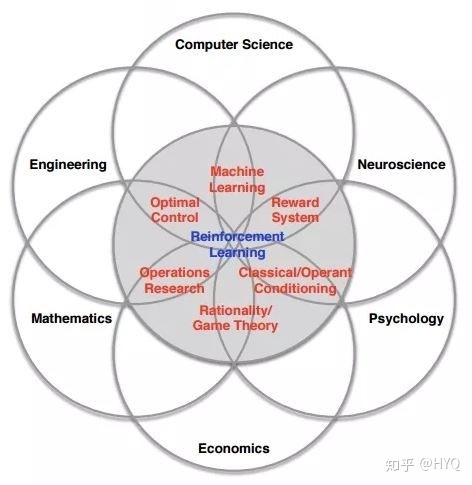 Computer Science
Engineering
Neuroscience
Machine
Learning
Optimal
Control
Reward
System
Reinforcement
Learning
Operations
Research
Classical/Operant
Conditioning
Rationality/
Game Theory
Mathematics
Psychology
Economics
知乎 @HYQ